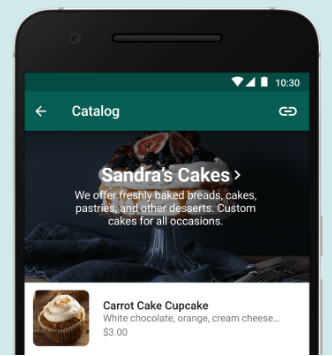 10:30
Catalog
Sandra's Cakes
We offer freshly baked breads, cakes,
pastries, and other desserts. Custom
cakes for all occasions.
Carrot Cake Cupcake
White chocolate, orange, cream cheese...
$3.00